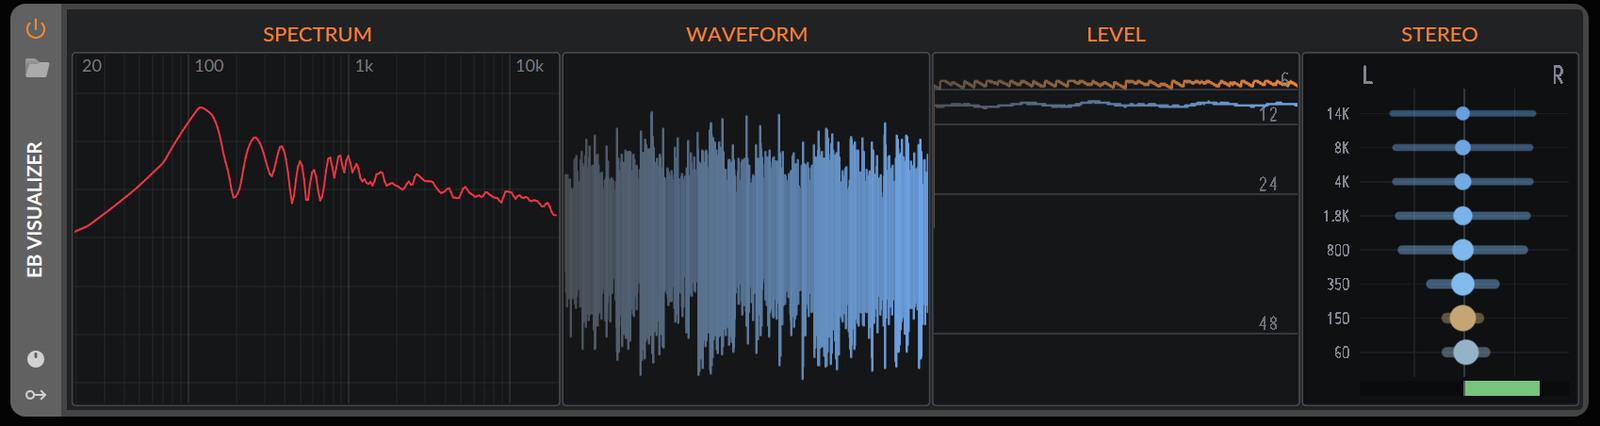 EB VISUALIZER
SPECTRUM
20 100 1k 10k
WAVEFORM
LEVEL
6
12
24
48
STEREO
L R
14K
8K
4K
1.8K
800
350
150
60